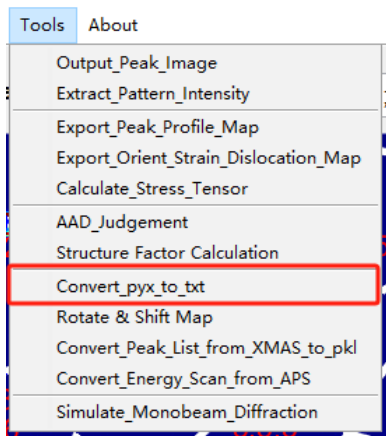 Tools About
Output_Peak_Image
Extract_Pattern_Intensity
Export_Peak_Profile_Map
Export_Orient_Strain_Dislocation_Map
Calculate_Stress_Tensor
AAD_Judgement
Structure Factor Calculation
Convert_pyx_to_txt
Rotate & Shift Map
Convert_Peak_List_from_XMAS_to_pkl
Convert_Energy_Scan_from_APS
Simulate_Monobeam_Diffraction